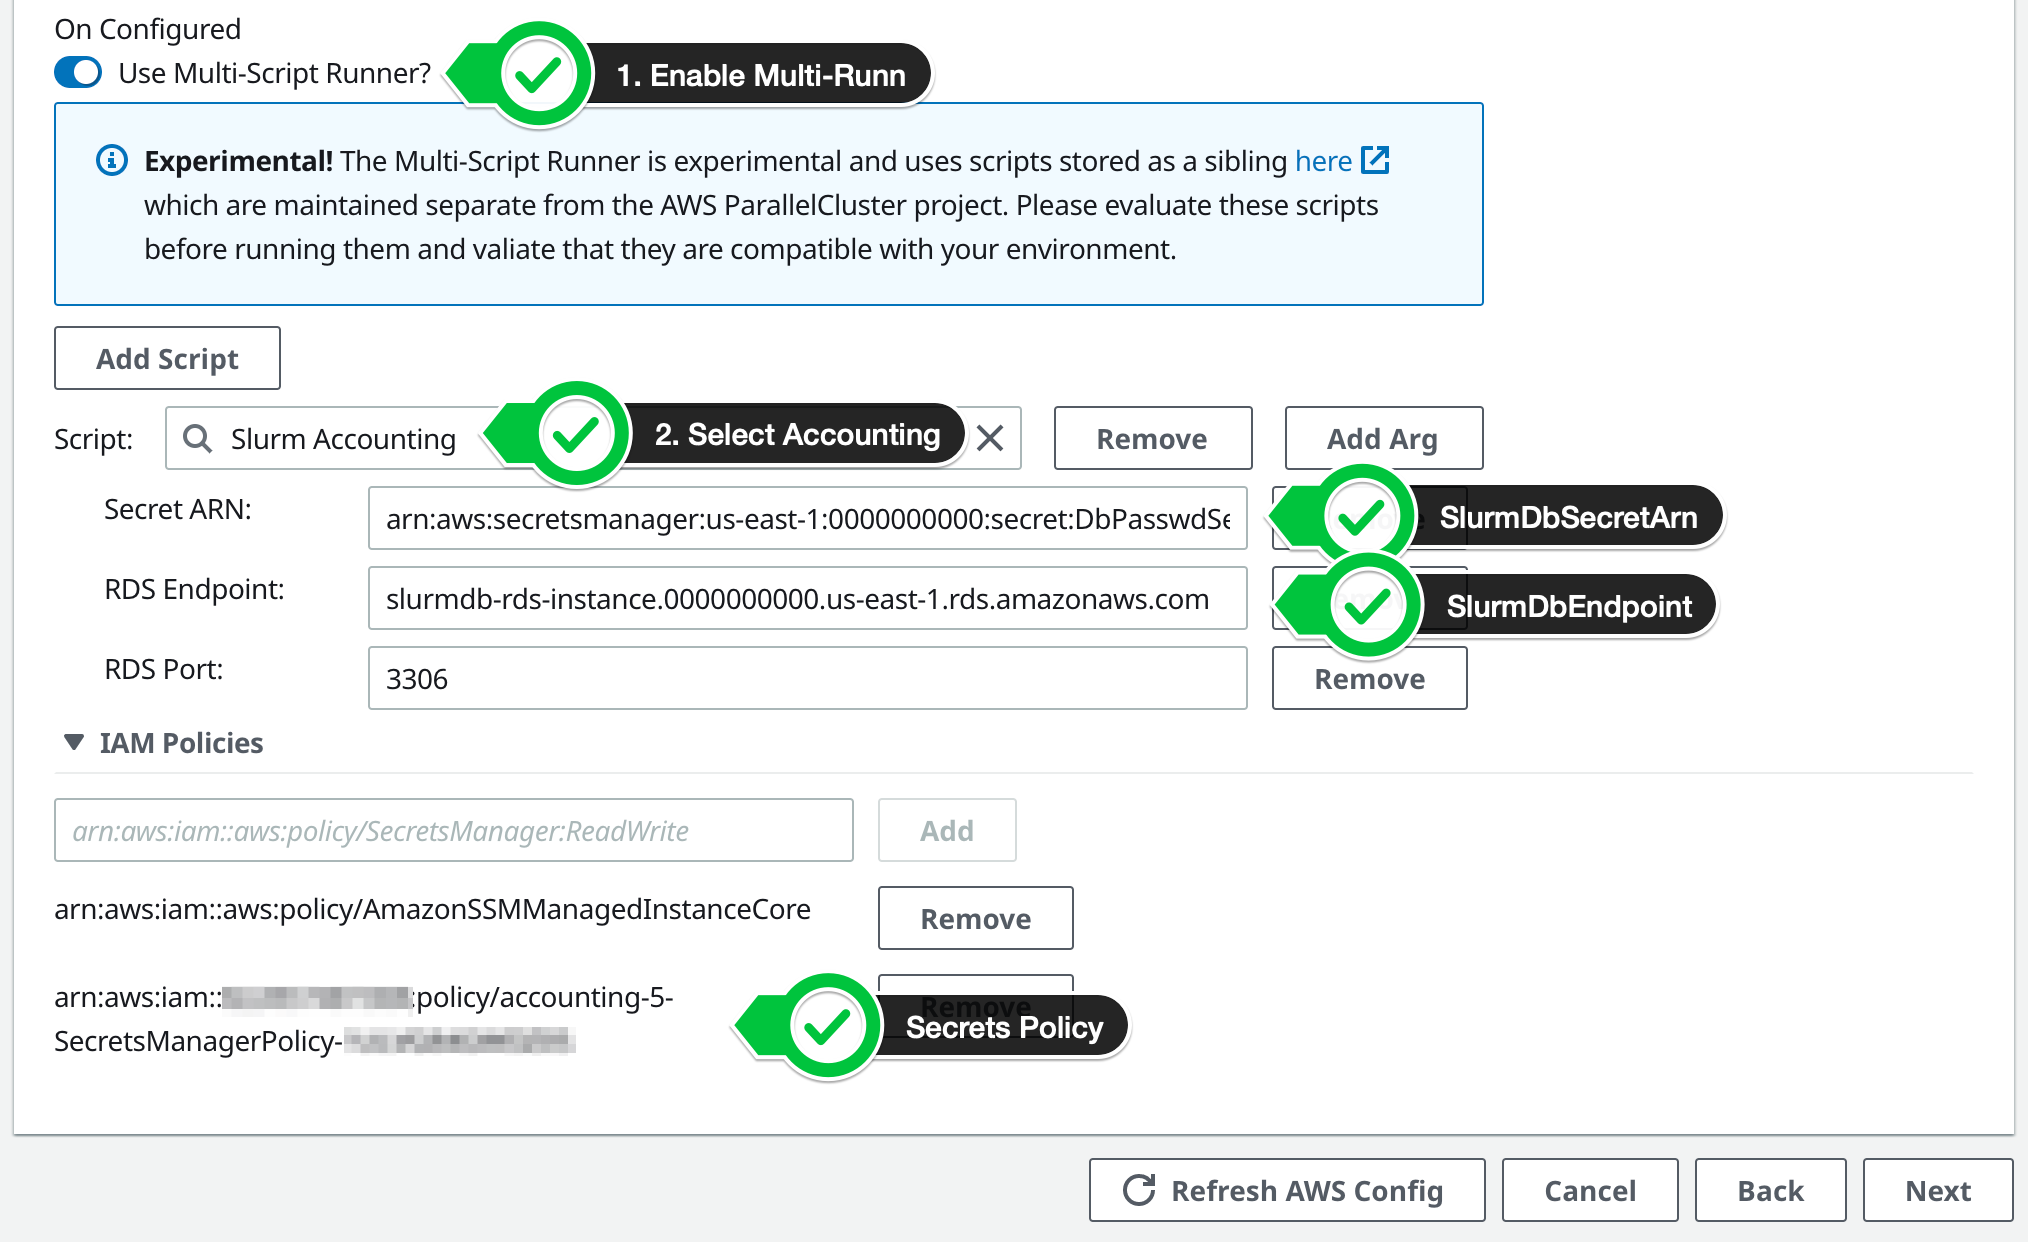 On Configured
Use Multi-Script Runner?
1. Enable Multi-Runn
Experimental! The Multi-Script Runner is experimental and uses scripts stored as a sibling here
which are maintained separate from the AWS ParallelCluster project. Please evaluate these scripts
before running them and valiate that they are compatible with your environment.
Add Script
Script: Slurm Accounting 2. Select Accounting Remove Add Arg
Secret ARN: arn:aws:secretsmanager:us-east-1:0000000000:secret:DbPasswdSe SlurmDbSecretArn
RDS Endpoint: slurmdb-rds-instance.0000000000.us-east-1.rds.amazonaws.com SlurmDbEndpoint
RDS Port: 3306 Remove
IAM Policies
arn:aws:iam::aws:policy/SecretsManager:ReadWrite Add
arn:aws:iam::aws:policy/AmazonSSMManagedInstanceCore Remove
arn:aws:iam:: :policy/accounting-5- Remove
SecretsManagerPolicy- Secrets Policy
Refresh AWS Config Cancel Back Next